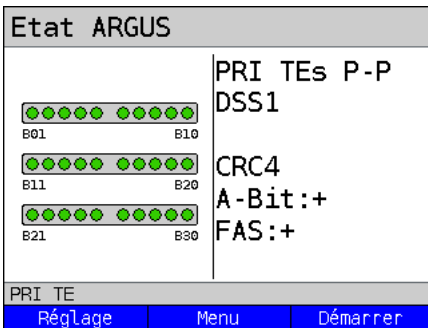 Etat ARGUS
PRI TEs P-P
DSS1
B01 B10
CRC4
B11 B20
A-Bit:+
B21 B30
FAS:+
PRI TE
Réglage Menu Démarrer